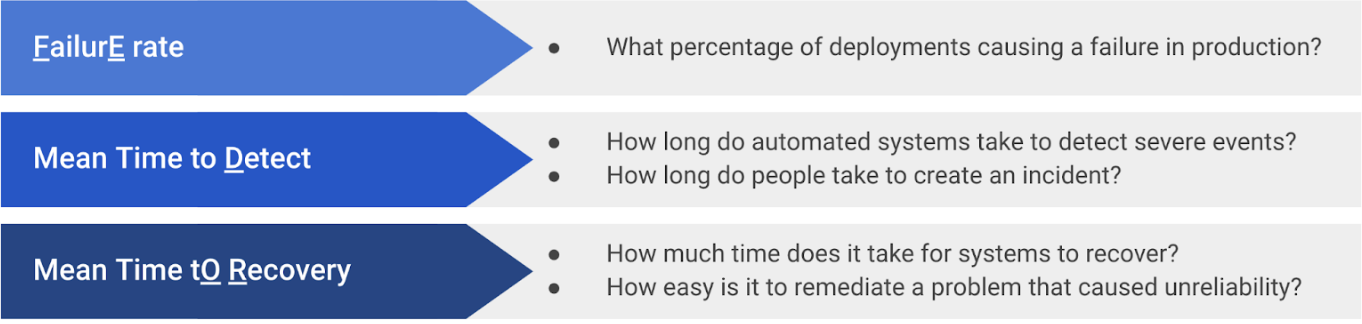 FailurE rate
● What percentage of deployments causing a failure in production?
Mean Time to Detect
● How long do automated systems take to detect severe events?
● How long do people take to create an incident?
Mean Time tO Recovery
● How much time does it take for systems to recover?
● How easy is it to remediate a problem that caused unreliability?